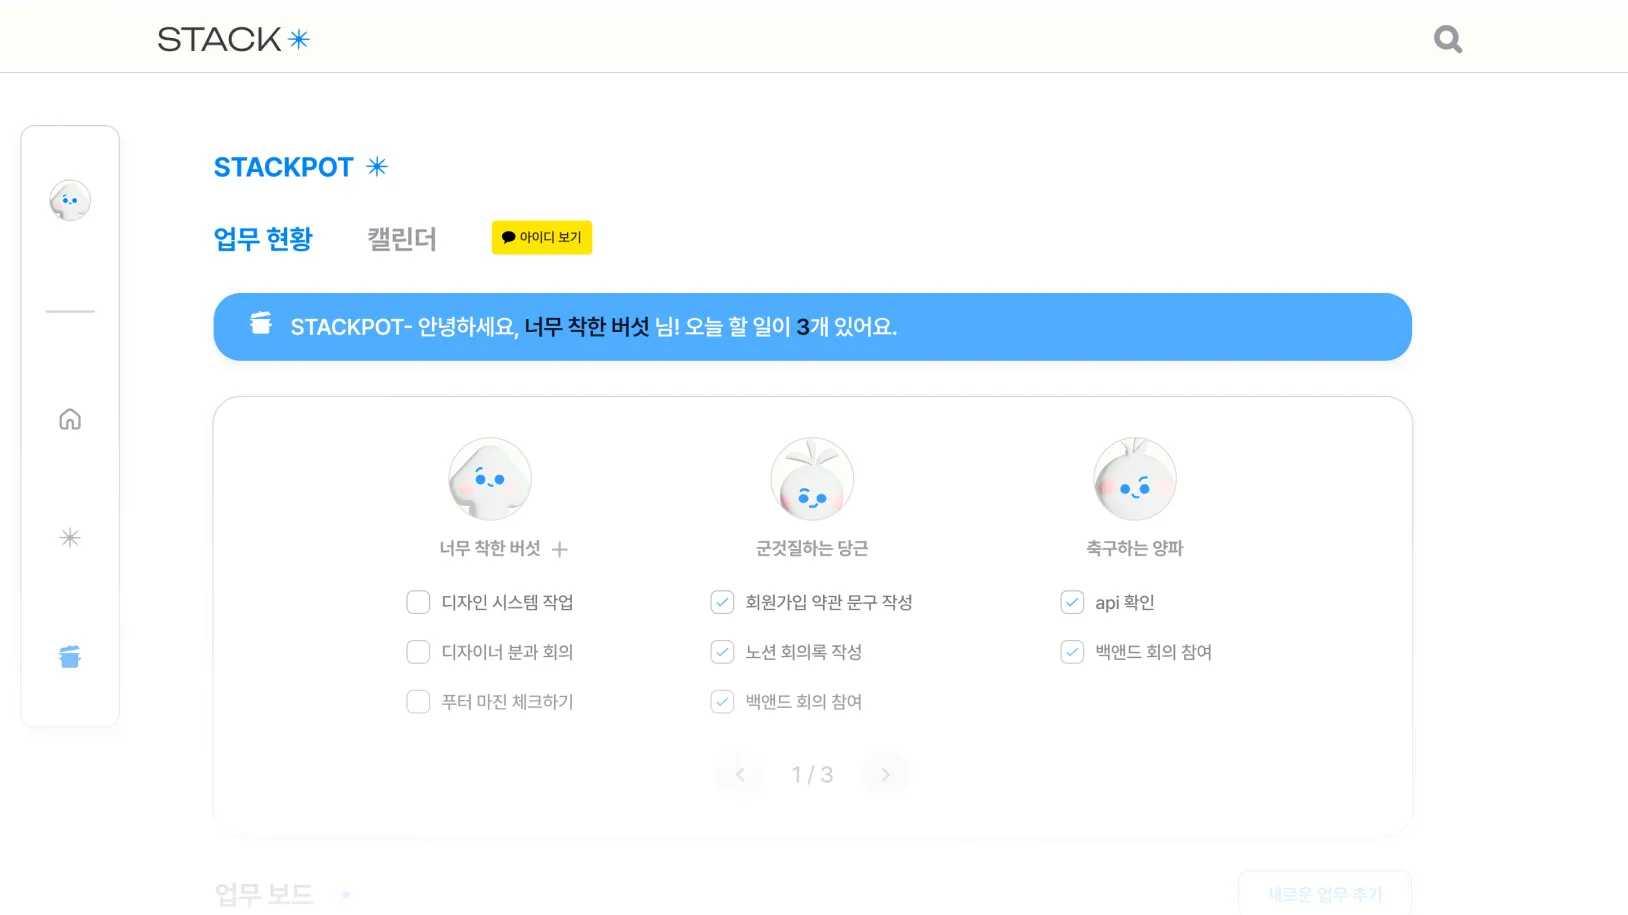 STACK
STACKPOT
업무 현황
캘린더
아이디 보기
STACKPOT- 안녕하세요, 너무 착한 버섯 님! 오늘 할 일이 3개 있어요.
너무 착한 버섯
디자인 시스템 작업
디자이너 분과 회의
푸터 마진 체크하기
군것질하는 당근
회원가입 약관 문구 작성
노션 회의록 작성
백앤드 회의 참여
축구하는 양파
api 확인
백앤드 회의 참여
1 / 3
업무 보드
새로운 업무 추가